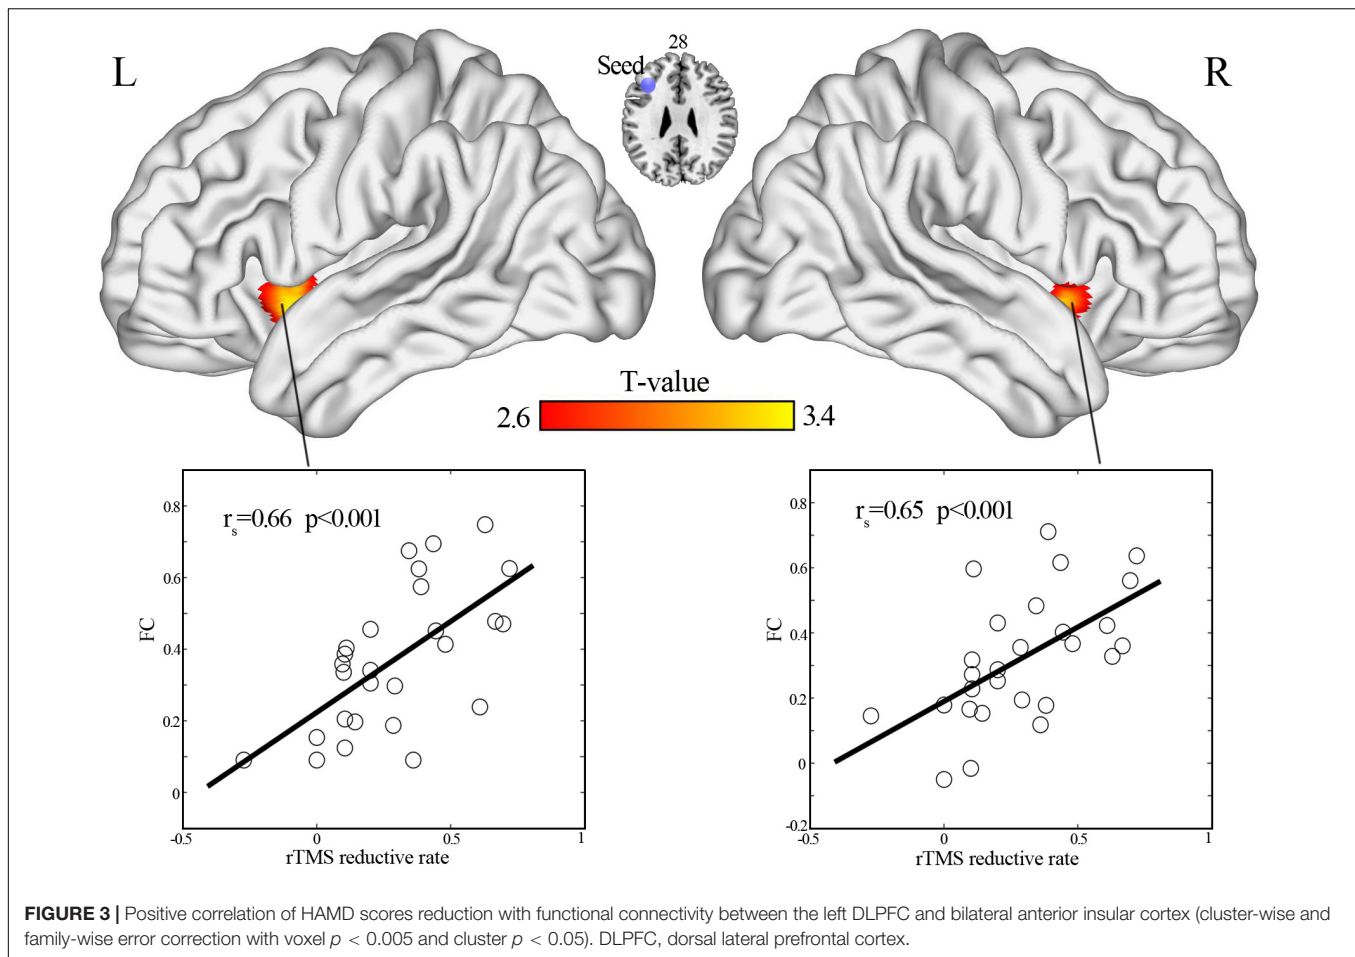 L
28
Seed
R
T-value
2.6
3.4
rs=0.66 p<0.001
0.8
0.6
0.4
0.2
0
FC
-0.5
0
0.5
1
rTMS reductive rate
rs=0.65 p<0.001
0.8
0.6
0.4
0.2
0
-0.2
FC
-0.5
0
0.5
1
rTMS reductive rate
FIGURE 3 | Positive correlation of HAMD scores reduction with functional connectivity between the left DLPFC and bilateral anterior insular cortex (cluster-wise and
family-wise error correction with voxel p < 0.005 and cluster p < 0.05). DLPFC, dorsal lateral prefrontal cortex.